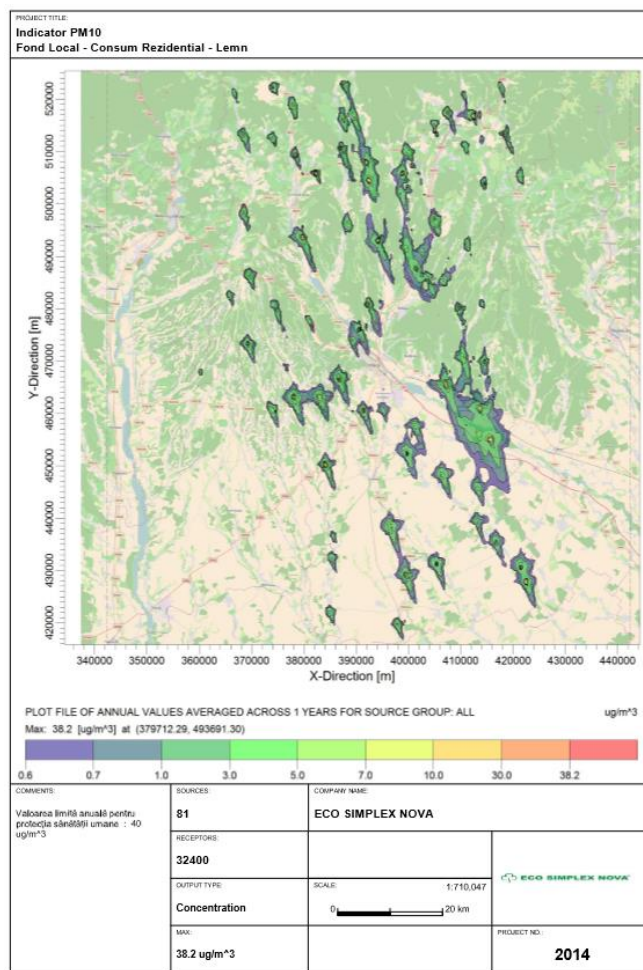 PROJECT TITLE:
Indicator PM10
Fond Local - Consum Rezidential - Lemn
Y-Direction [m]
520000
510000
500000
490000
480000
470000
460000
450000
440000
430000
420000
340000 350000 360000 370000 380000 390000 400000 410000 420000 430000 440000
X-Direction [m]
PLOT FILE OF ANNUAL VALUES AVERAGED ACROSS 1 YEARS FOR SOURCE GROUP: ALL ug/m^3
Max: 38.2 [ug/m^3] at (379712.29, 493691.30)
0.6 0.7 1.0 3.0 5.0 7.0 10.0 30.0 38.2
COMMENTS:
Valoarea limită anuală pentru
protecția sănătății umane : 40
ug/m^3
SOURCES:
81
COMPANY NAME:
ECO SIMPLEX NOVA
RECEPTORS:
32400
OUTPUT TYPE:
Concentration
SCALE: 1:710,047
0 20 km
ECO SIMPLEX NOVA
MAX:
38.2 ug/m^3
PROJECT NO.:
2014